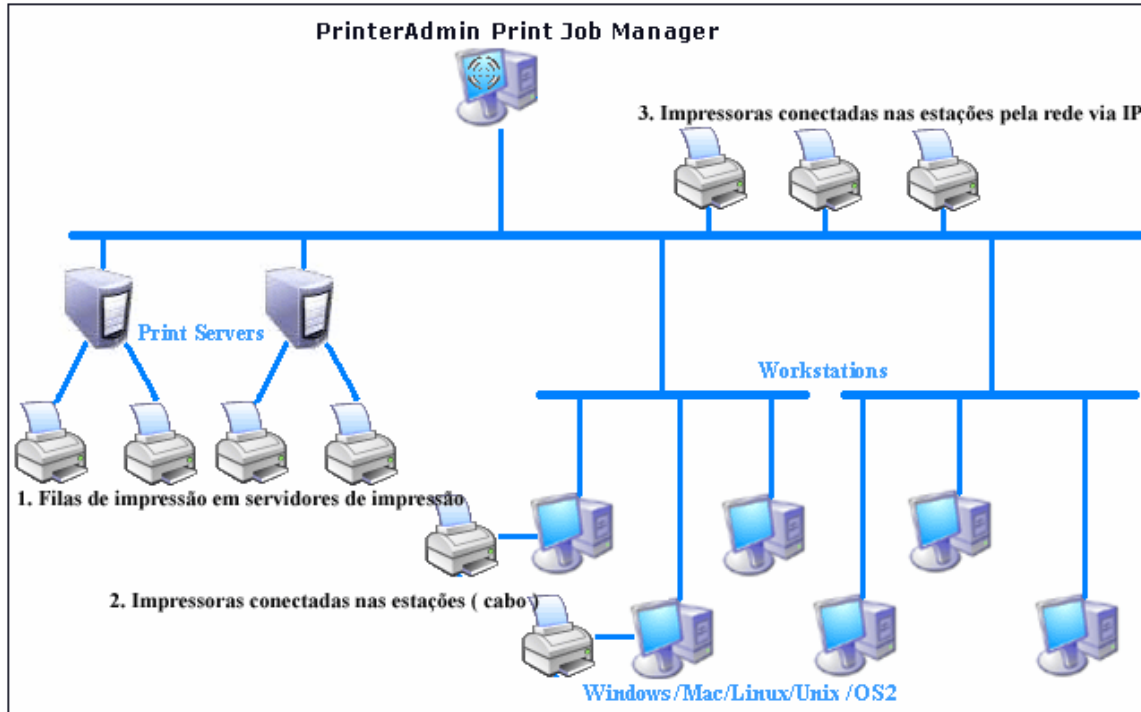 PrinterAdmin Print Job Manager
3. Impressoras conectadas nas estações pela rede via IP
Print Servers
Workstations
1. Filas de impressão em servidores de impressão
2. Impressoras conectadas nas estações ( cabo )
Windows/Mac/Linux/Unix /OS2